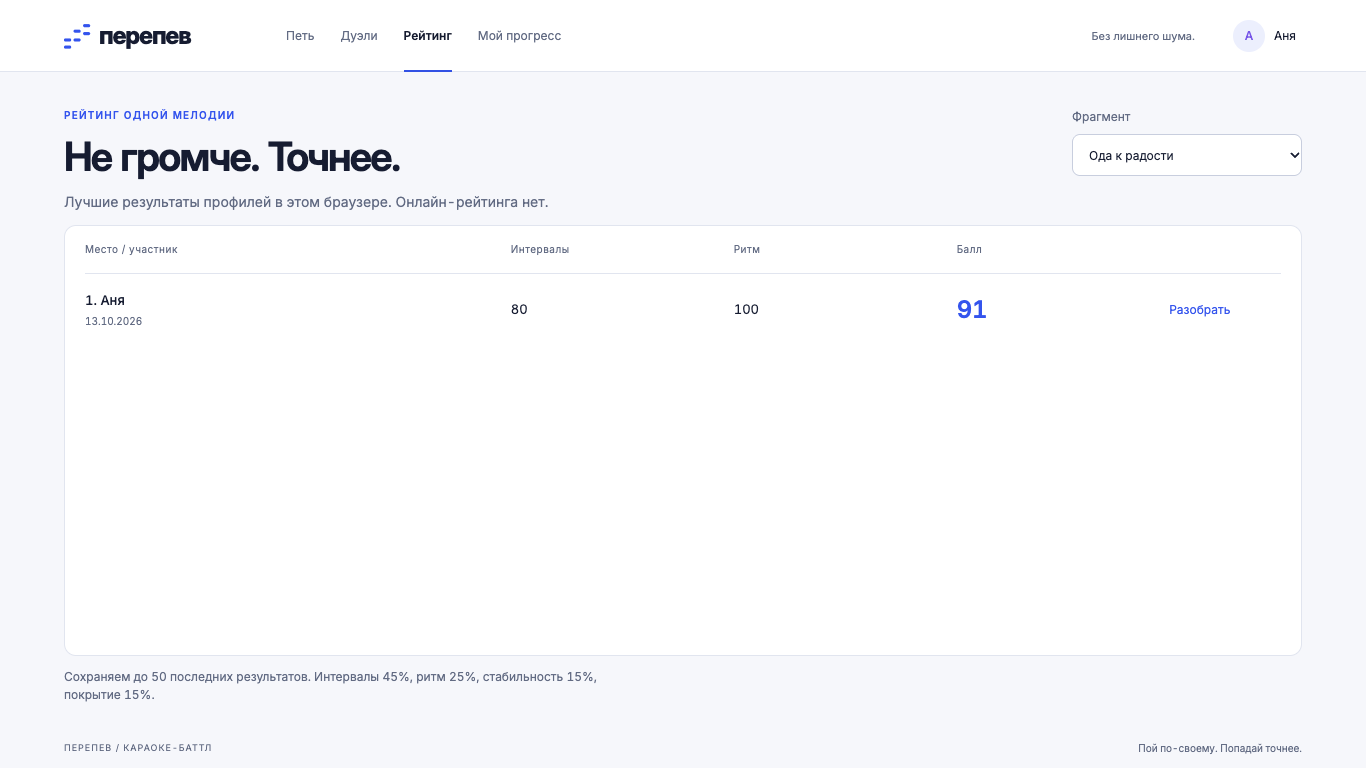 перепев
Петь
Дуэли
Рейтинг
Мой прогресс
Без лишнего шума.
А
Аня
РЕЙТИНГ ОДНОЙ МЕЛОДИИ
Не громче. Точнее.
Лучшие результаты профилей в этом браузере. Онлайн-рейтинга нет.
Фрагмент
Ода к радости
Место / участник
Интервалы
Ритм
Балл
1. Аня
13.10.2026
80
100
91
Разобрать
Сохраняем до 50 последних результатов. Интервалы 45%, ритм 25%, стабильность 15%,
покрытие 15%.
ПЕРЕПЕВ / КАРАОКЕ-БАТТЛ
Пой по-своему. Попадай точнее.